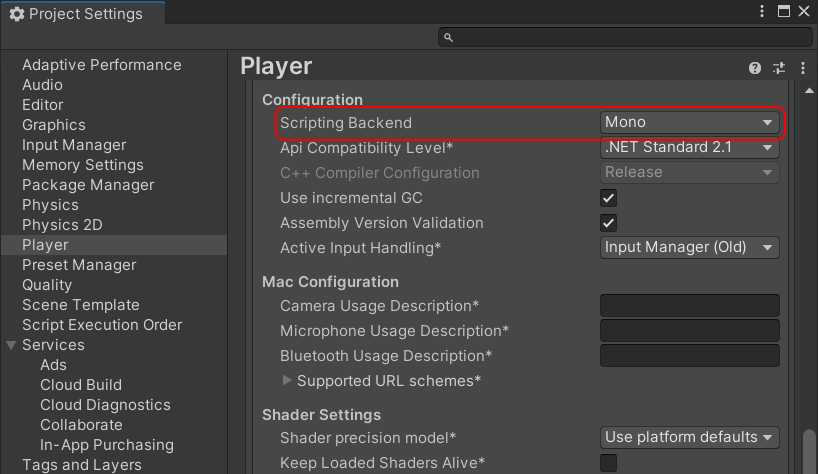 Project Settings
Adaptive Performance
Audio
Editor
Graphics
Input Manager
Memory Settings
Package Manager
Physics
Physics 2D
Player
Preset Manager
Quality
Scene Template
Script Execution Order
Services
Ads
Cloud Build
Cloud Diagnostics
Collaborate
In-App Purchasing
Tags and Layers
Player
Configuration
Scripting Backend Mono
Api Compatibility Level* .NET Standard 2.1
C++ Compiler Configuration Release
Use incremental GC
Assembly Version Validation
Active Input Handling* Input Manager (Old)
Mac Configuration
Camera Usage Description*
Microphone Usage Description*
Bluetooth Usage Description*
Supported URL schemes*
Shader Settings
Shader precision model* Use platform defaults
Keep Loaded Shaders Alive*